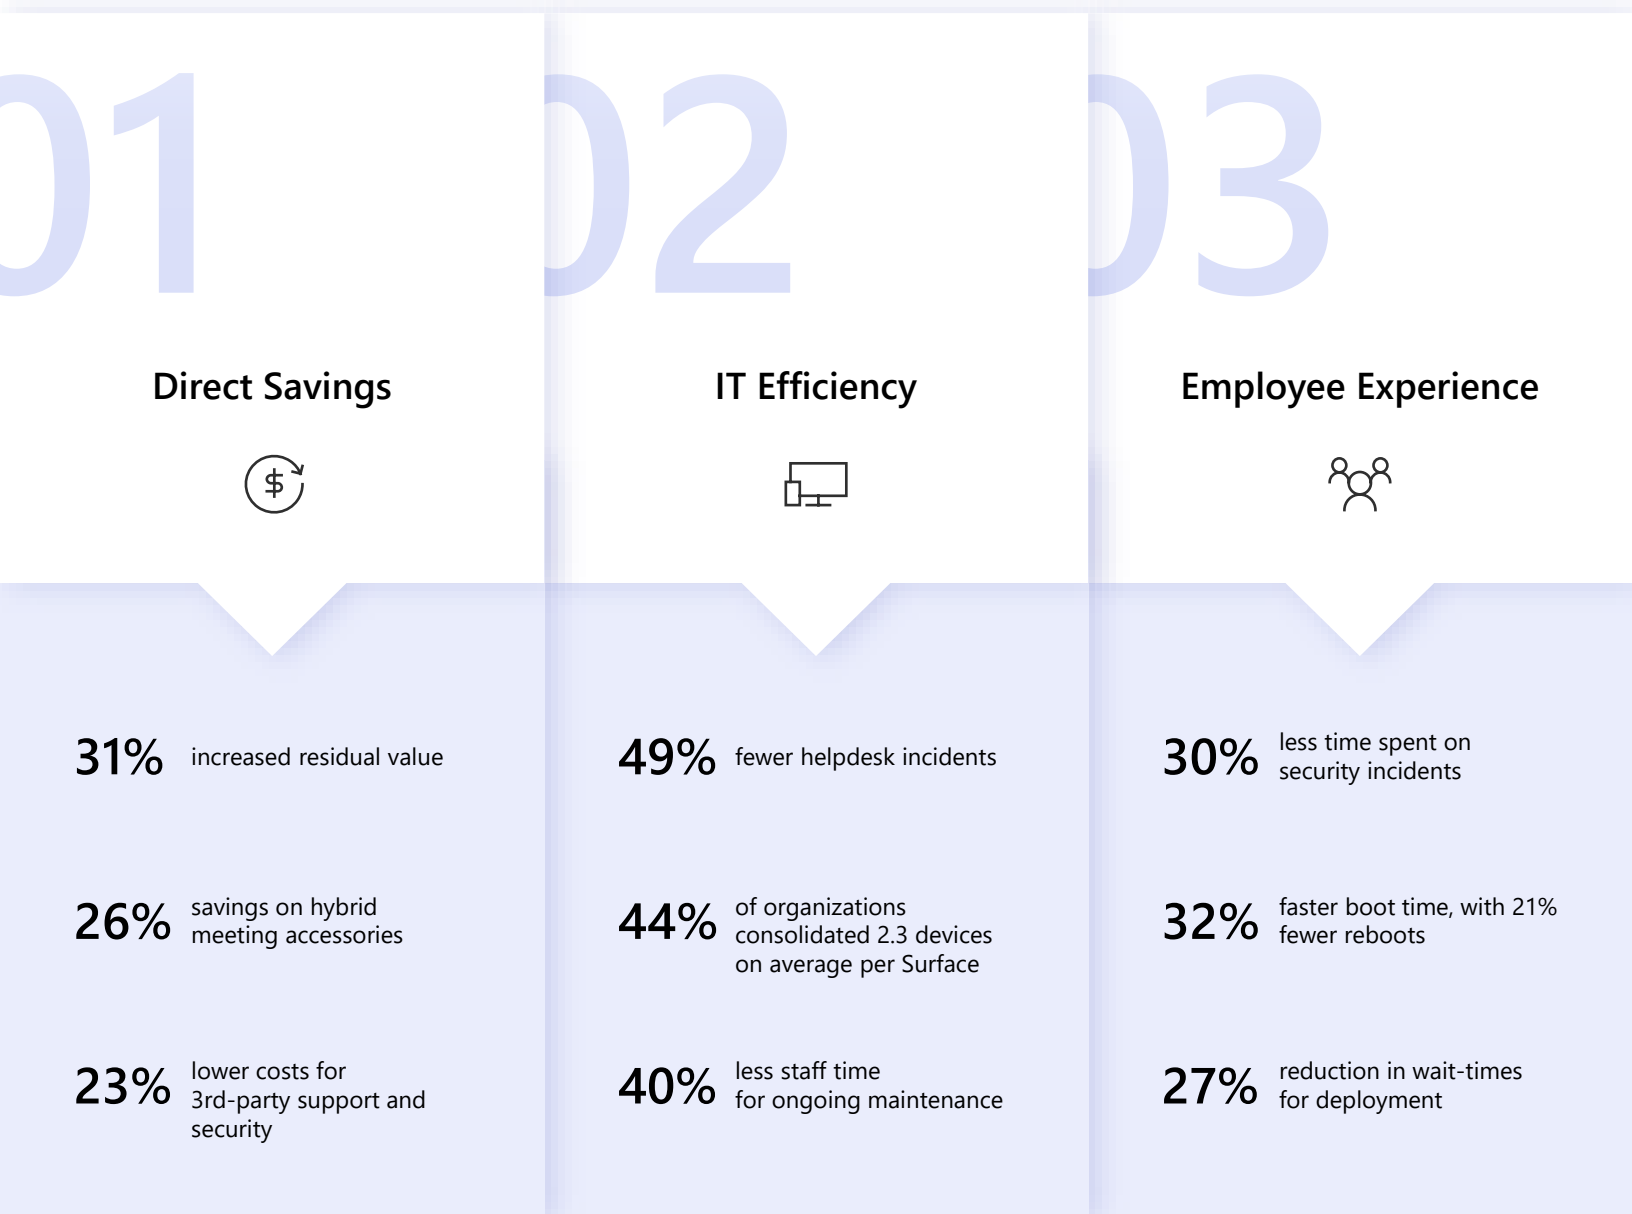 01
Direct Savings
$
31%
increased residual value
26%
savings on hybrid
meeting accessories
23%
lower costs for
3rd-party support and
security
02
IT Efficiency
49%
fewer helpdesk incidents
44%
of organizations
consolidated 2.3 devices
on average per Surface
40%
less staff time
for ongoing maintenance
03
Employee Experience
30%
less time spent on
security incidents
32%
faster boot time, with 21%
fewer reboots
27%
reduction in wait-times
for deployment